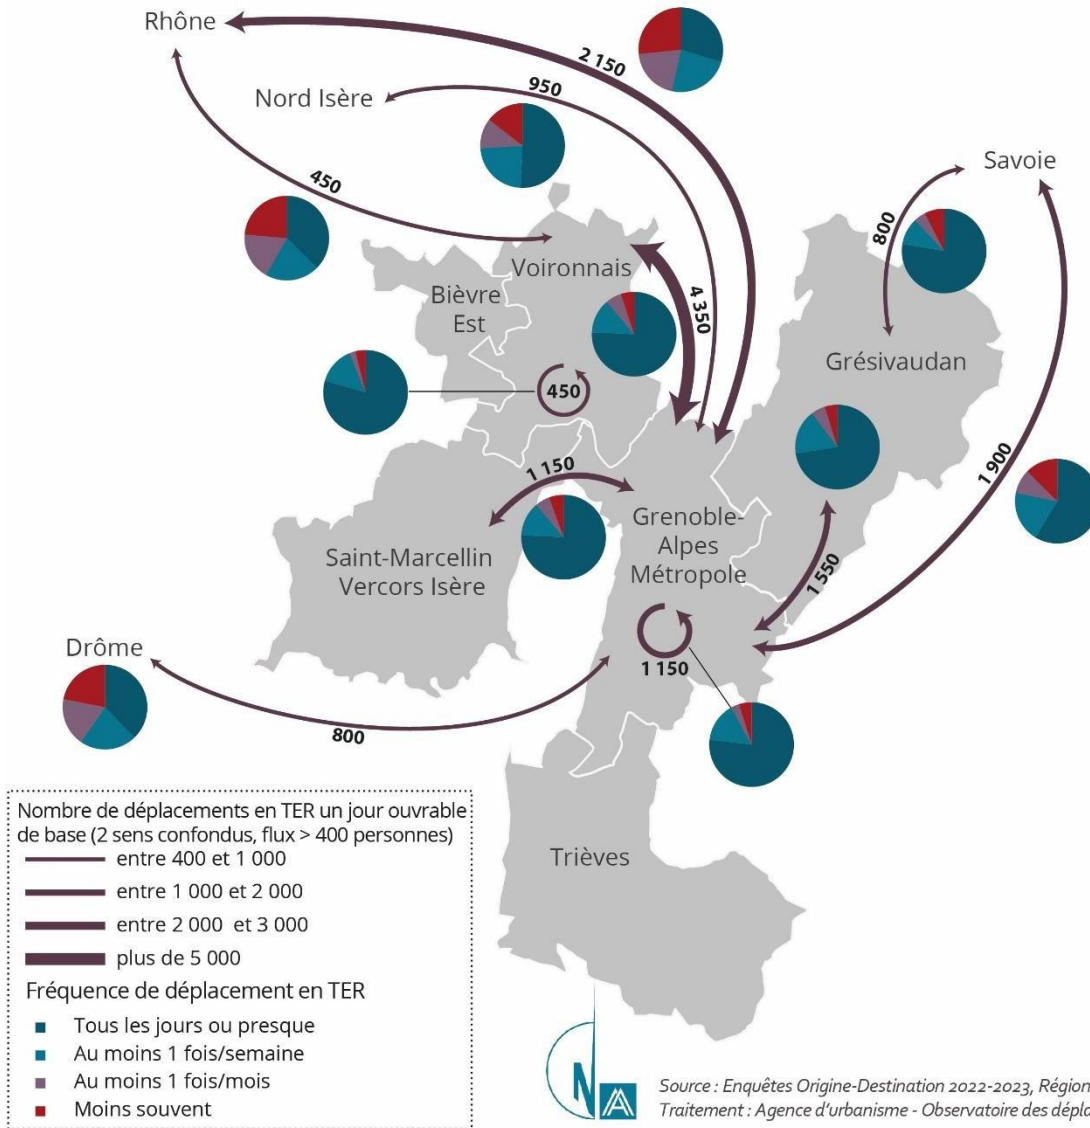 Rhône
2 150
950
Nord Isère
Savoie
450
800
Voironnais
Bièvre
Est
4 350
Grésivaudan
450
1 150
1 900
Grenoble-
Alpes
Métropole
Saint-Marcellin
Vercors Isère
1 550
Drôme
1 150
800
Trièves
Nombre de déplacements en TER un jour ouvrable
de base (2 sens confondus, flux > 400 personnes)
entre 400 et 1 000
entre 1 000 et 2 000
entre 2 000 et 3 000
plus de 5 000
Fréquence de déplacement en TER
Tous les jours ou presque
Au moins 1 fois/semaine
Au moins 1 fois/mois
Moins souvent
N
Source : Enquêtes Origine-Destination 2022-2023, Région
Traitement : Agence d'urbanisme - Observatoire des dépla